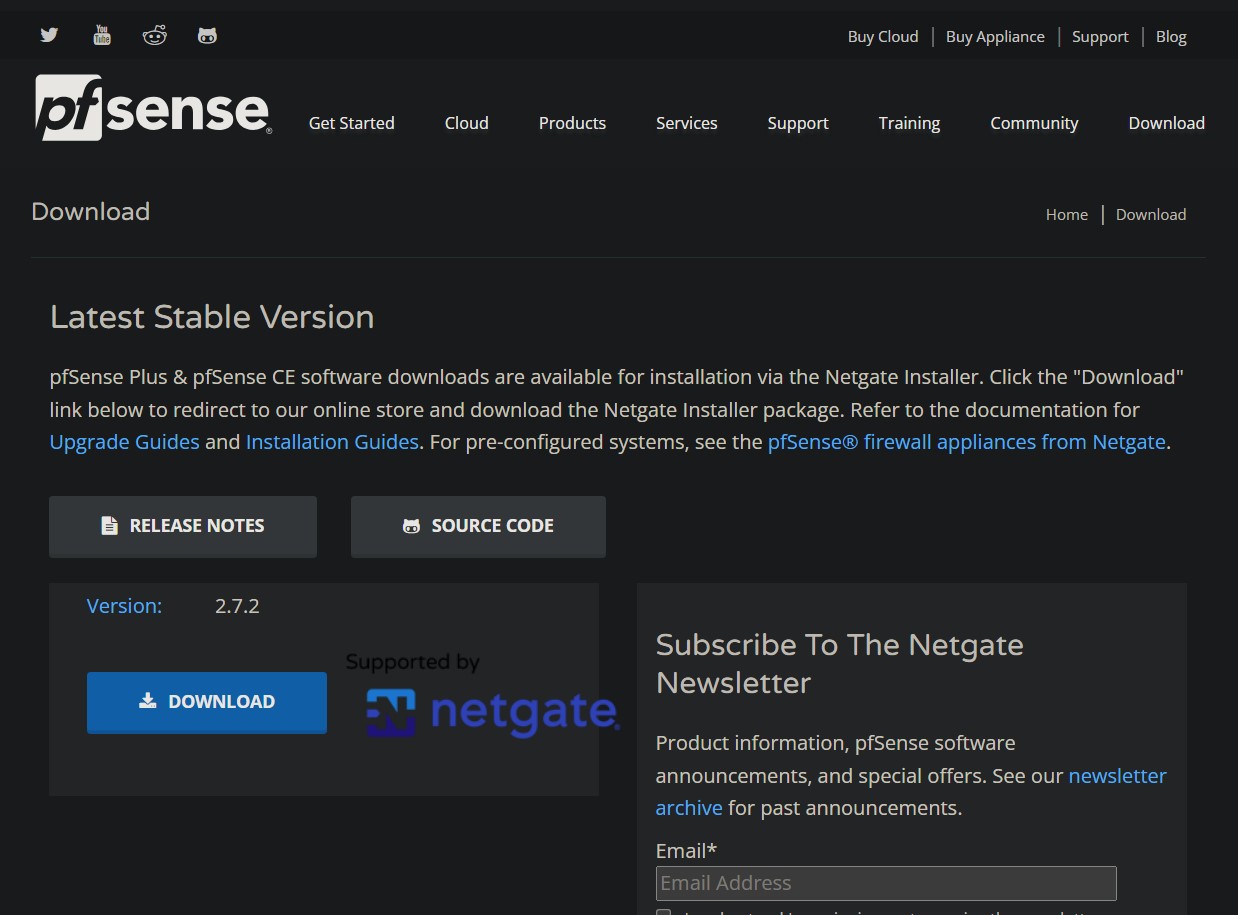 You
Tube
Buy Cloud
Buy Appliance
Support
Blog
pfsense®
Get Started
Cloud
Products
Services
Support
Training
Community
Download
Download
Home
Download
Latest Stable Version
pfSense Plus & pfSense CE software downloads are available for installation via the Netgate Installer. Click the "Download"
link below to redirect to our online store and download the Netgate Installer package. Refer to the documentation for
Upgrade Guides and Installation Guides. For pre-configured systems, see the pfSense® firewall appliances from Netgate.
RELEASE NOTES
SOURCE CODE
Version: 2.7.2
Supported by
DOWNLOAD
netgate.
Subscribe To The Netgate
Newsletter
Product information, pfSense software
announcements, and special offers. See our newsletter
archive for past announcements.
Email*
Email Address